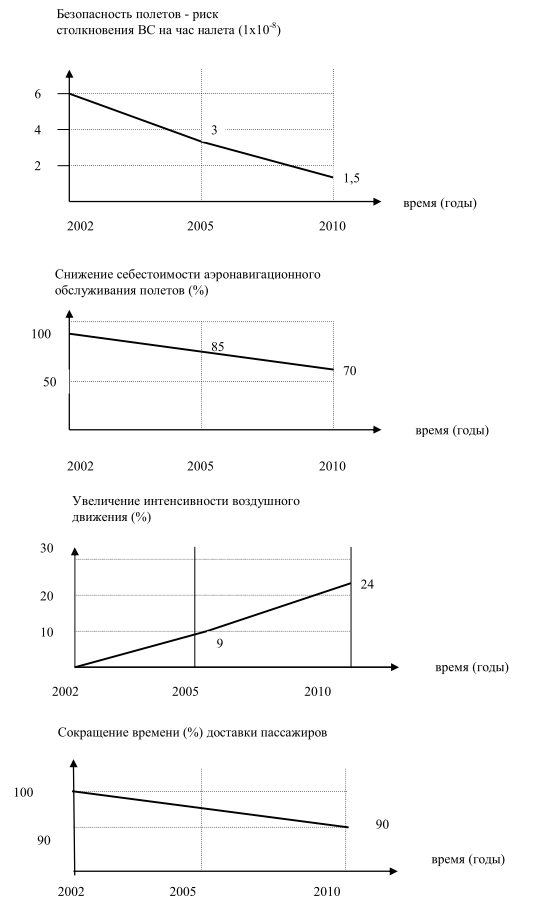 Безопасность полетов - риск
столкновения ВС на час налета (1x10⁻⁸)
6
4
3
2
1,5
время (годы)
2002 2005 2010
Снижение себестоимости аэронавигационного
обслуживания полетов (%)
100
85
70
50
время (годы)
2002 2005 2010
Увеличение интенсивности воздушного
движения (%)
30
24
20
10
9
время (годы)
2002 2005 2010
Сокращение времени (%) доставки пассажиров
100
90
90
время (годы)
2002 2005 2010